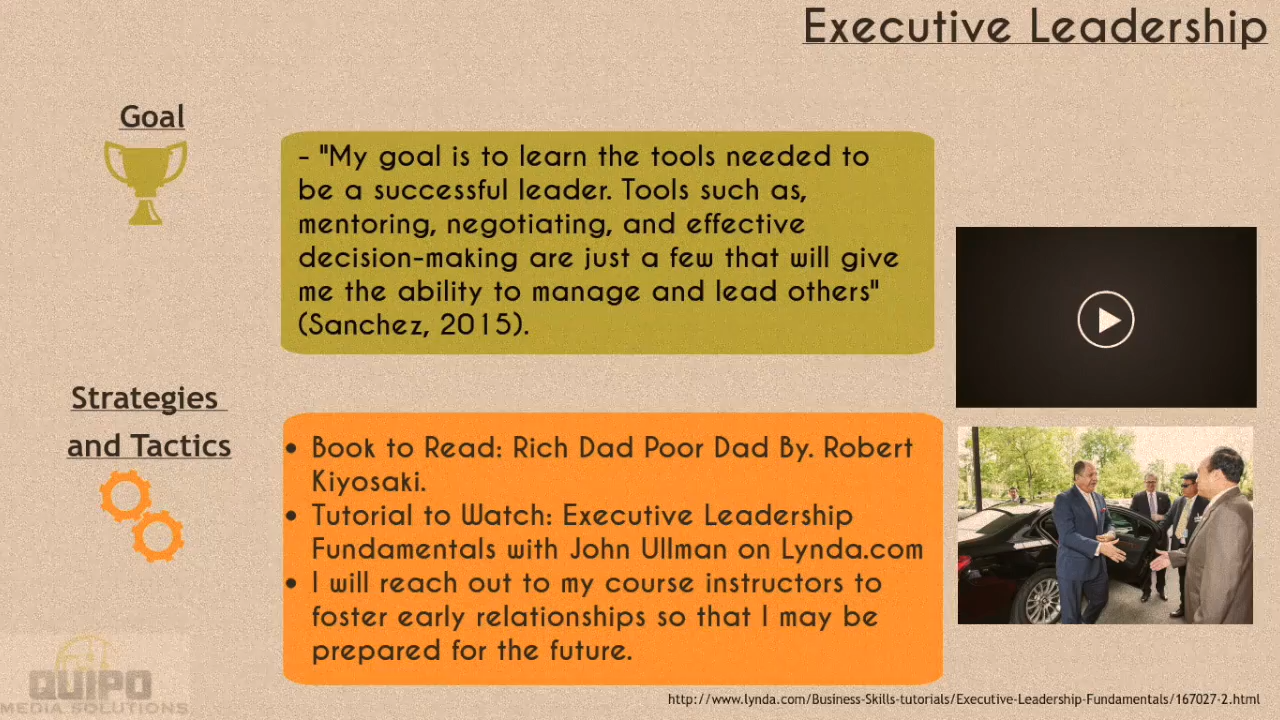 Executive Leadership
Goal
- "My goal is to learn the tools needed to
be a successful leader. Tools such as,
mentoring, negotiating, and effective
decision-making are just a few that will give
me the ability to manage and lead others"
(Sanchez, 2015).
Strategies
and Tactics
• Book to Read: Rich Dad Poor Dad By. Robert
Kiyosaki.
• Tutorial to Watch: Executive Leadership
Fundamentals with John Ullman on Lynda.com
• I will reach out to my course instructors to
foster early relationships so that I may be
prepared for the future.
QUIPO
MEDIA SOLUTIONS
http://www.lynda.com/Business-Skills-tutorials/Executive-Leadership-Fundamentals/167027-2.html